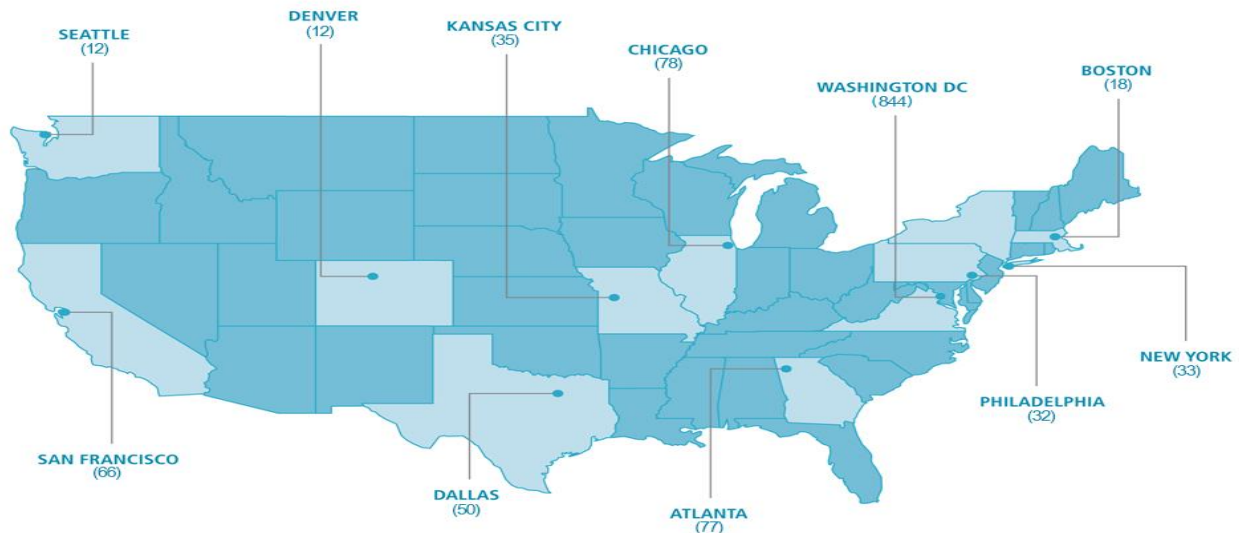 DENVER
(12)
SEATTLE
(12)
KANSAS CITY
(35)
CHICAGO
(78)
WASHINGTON DC
(844)
BOSTON
(18)
NEW YORK
(33)
PHILADELPHIA
(32)
SAN FRANCISCO
(66)
DALLAS
(50)
ATLANTA
(77)